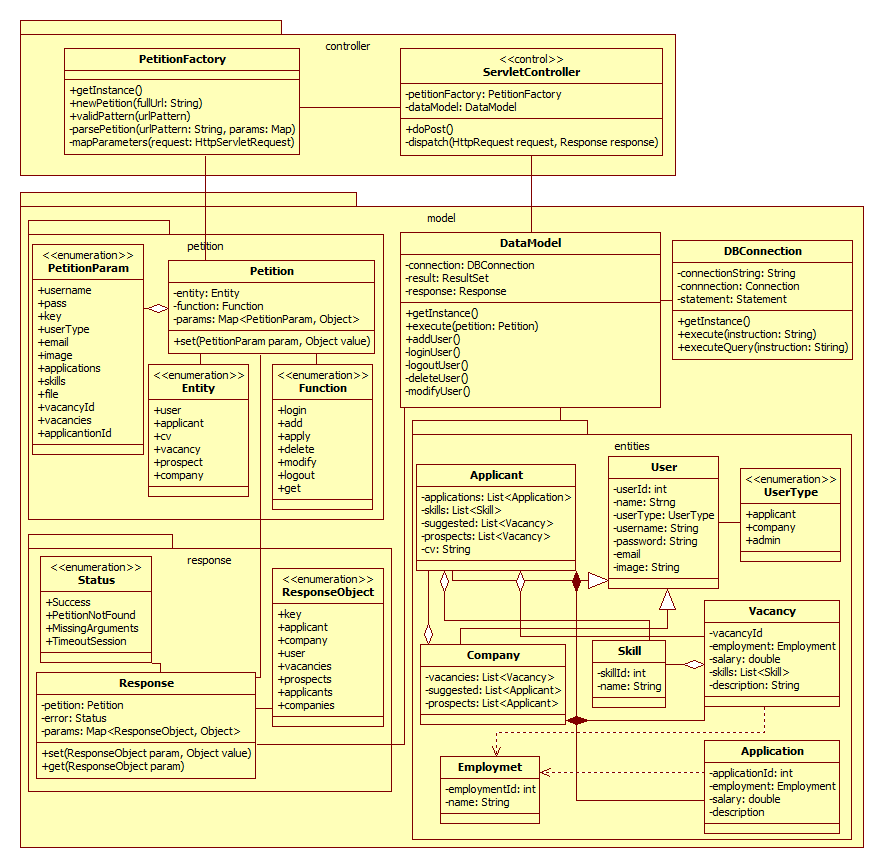 controller
PetitionFactory
+getInstance()
+newPetition(fullUrl: String)
+validPattern(urlPattern)
-parsePetition(urlPattern: String, params: Map)
-mapParameters(request: HttpServletRequest)
<<control>>
ServletController
-petitionFactory: PetitionFactory
-dataModel: DataModel
+doPost()
-dispatch(HttpRequest request, Response response)
model
petition
<<enumeration>>
PetitionParam
+username
+pass
+key
+userType
+email
+image
+applications
+skills
+file
+vacancyId
+vacancies
+applicantionId
Petition
-entity: Entity
-function: Function
-params: Map<PetitionParam, Object>
+set(PetitionParam param, Object value)
<<enumeration>>
Entity
+user
+applicant
+cv
+vacancy
+prospect
+company
<<enumeration>>
Function
+login
+add
+apply
+delete
+modify
+logout
+get
DataModel
-connection: DBConnection
-result: ResultSet
-response: Response
+getInstance()
+execute(petition: Petition)
+addUser()
-loginUser()
-logoutUser()
-deleteUser()
-modifyUser()
DBConnection
-connectionString: String
-connnection: Connection
-statement: Statement
+getInstance()
+execute(instruction: String)
+executeQuery(instruction: String)
response
<<enumeration>>
Status
+Success
+PetitionNotFound
+MissingArguments
+TimeoutSession
<<enumeration>>
ResponseObject
+key
+applicant
+company
+user
+vacancies
+prospects
+applicants
+companies
Response
-petition: Petition
-error: Status
-params: Map<ResponseObject, Object>
+set(ResponseObject param, Object value)
+get(ResponseObject param)
entities
Applicant
-applications: List<Application>
-skills: List<Skill>
-suggested: List<Vacancy>
-prospects: List<Vacancy>
-cv: String
User
-userId: int
-name: Strng
-userType: UserType
-username: String
-password: String
-email
-image: String
<<enumeration>>
UserType
+applicant
+company
+admin
Company
-vacancies: List<Vacancy>
-suggested: List<Applicant>
-prospects: List<Applicant>
Skill
-skillId: int
-name: String
Vacancy
-vacancyId
-employment: Employment
-salary: double
-skills: List<Skill>
-description: String
Employmet
-employmentId: int
-name: String
Application
-applicationId: int
-employment: Employment
-salary: double
-description